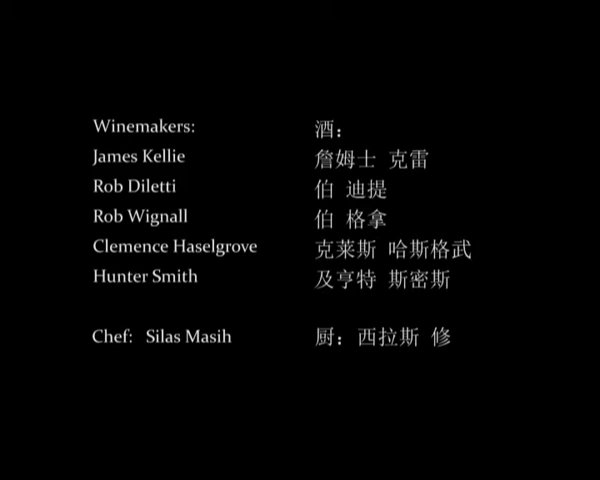 Winemakers: 酒：
James Kellie 詹姆士 克雷
Rob Diletti 伯 迪提
Rob Wignall 伯 格拿
Clemence Haselgrove 克莱斯 哈斯格武
Hunter Smith 及亨特 斯密斯
Chef: Silas Masih 厨：西拉斯 修